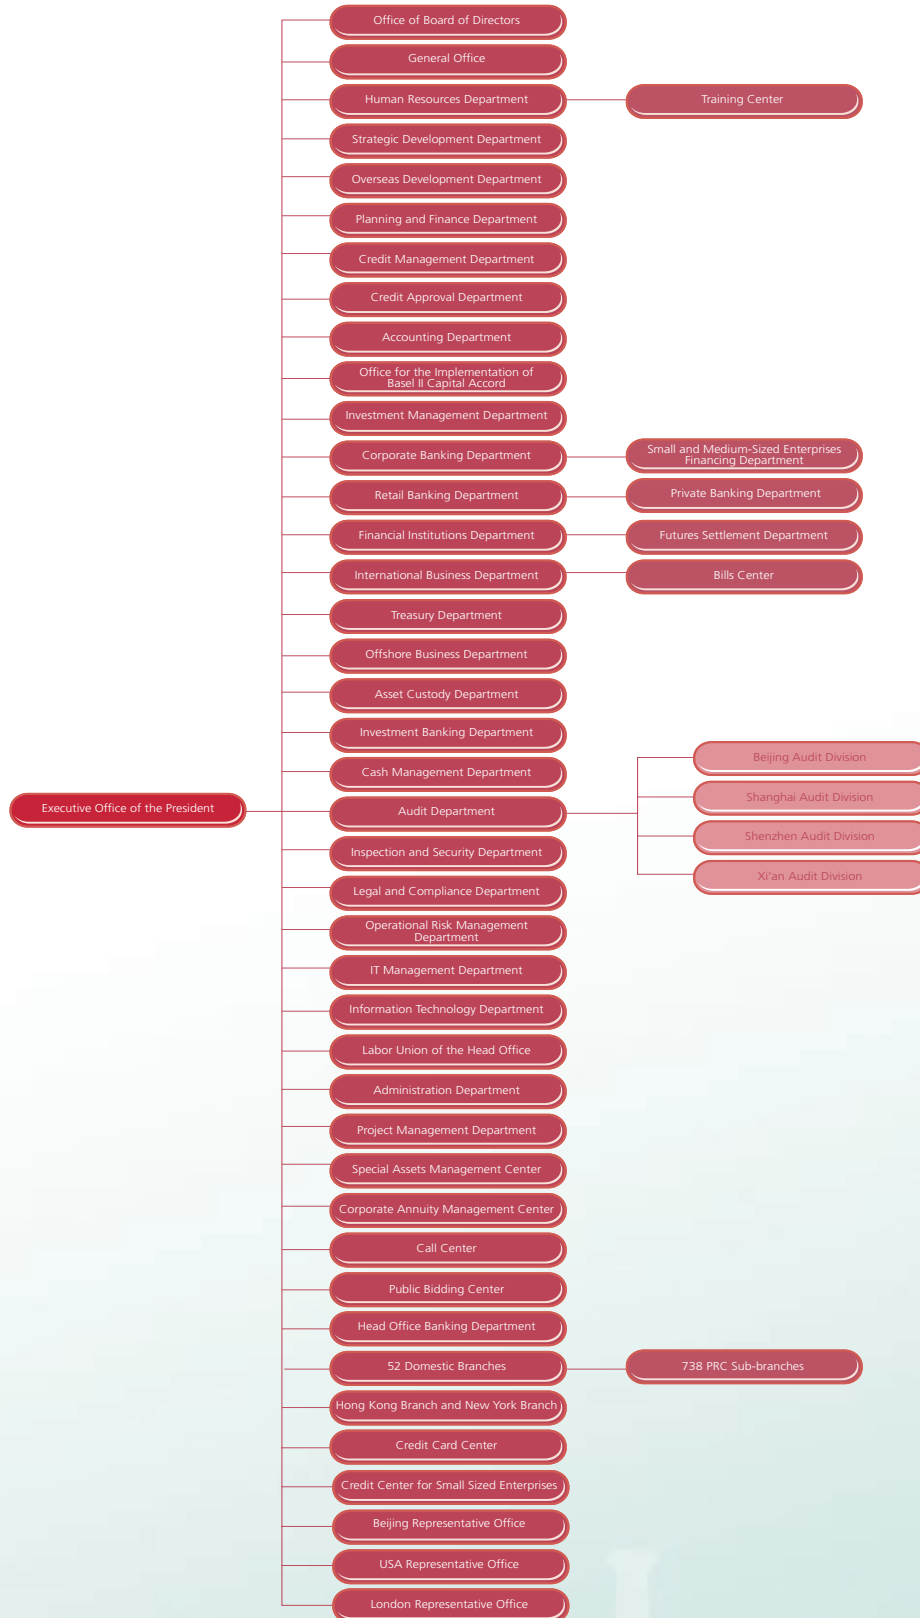 Office of Board of Directors
General Office
Human Resources Department
Training Center
Strategic Development Department
Overseas Development Department
Planning and Finance Department
Credit Management Department
Credit Approval Department
Accounting Department
Office for the Implementation of
Basel II Capital Accord
Investment Management Department
Corporate Banking Department
Small and Medium-Sized Enterprises
Financing Department
Retail Banking Department
Private Banking Department
Financial Institutions Department
Futures Settlement Department
International Business Department
Bills Center
Treasury Department
Offshore Business Department
Asset Custody Department
Investment Banking Department
Cash Management Department
Executive Office of the President
Audit Department
Beijing Audit Division
Shanghai Audit Division
Shenzhen Audit Division
Xi'an Audit Division
Inspection and Security Department
Legal and Compliance Department
Operational Risk Management
Department
IT Management Department
Information Technology Department
Labor Union of the Head Office
Administration Department
Project Management Department
Special Assets Management Center
Corporate Annuity Management Center
Call Center
Public Bidding Center
Head Office Banking Department
52 Domestic Branches
738 PRC Sub-branches
Hong Kong Branch and New York Branch
Credit Card Center
Credit Center for Small Sized Enterprises
Beijing Representative Office
USA Representative Office
London Representative Office